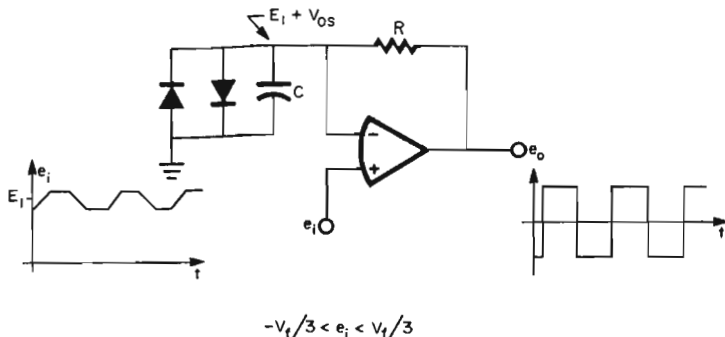 E₁ + V_OS
R
C
−
+
e_o
e_i
e_i
E₁
t
t
−V_f/3 < e_i < V_f/3